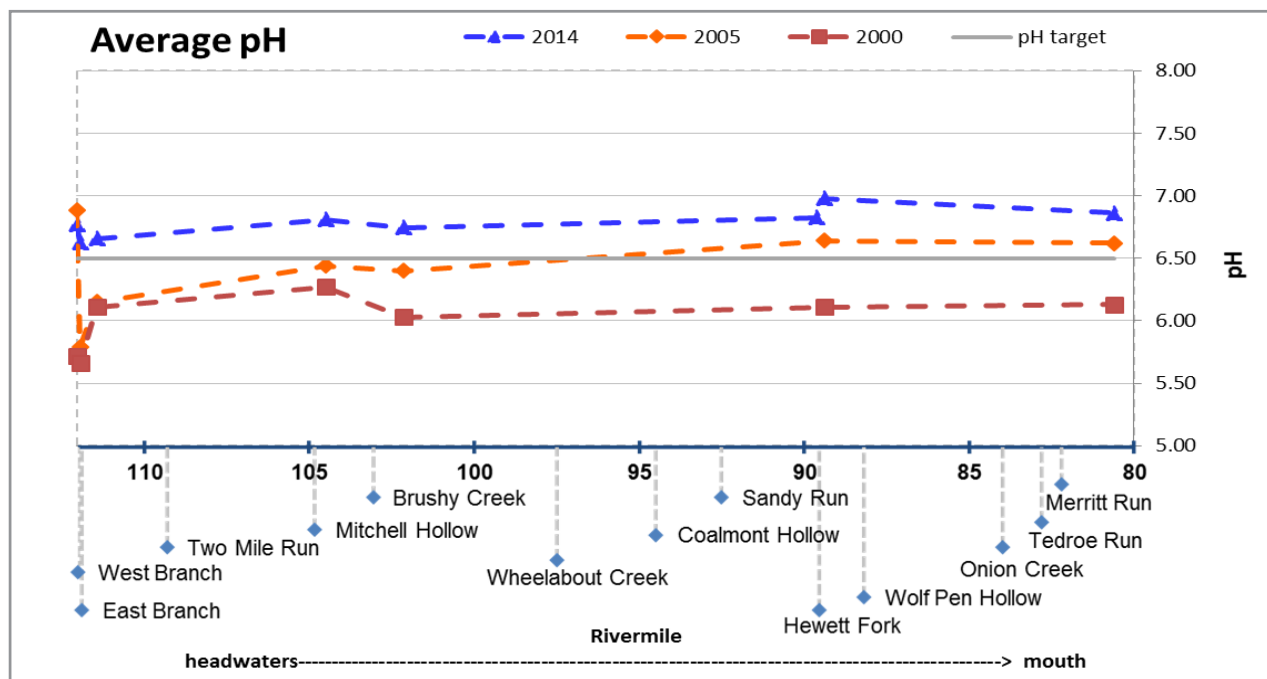 Average pH
2014 2005 2000 pH target
8.00
7.50
7.00
6.50
6.00
5.50
5.00
pH
110 105 100 95 90 85 80
Brushy Creek
Sandy Run
Merritt Run
Mitchell Hollow
Coalmont Hollow
Tedroe Run
Two Mile Run
Onion Creek
Wheelabout Creek
West Branch
Wolf Pen Hollow
East Branch
Hewett Fork
Rivermile
headwaters------------------------------------------------------------------------------------------> mouth